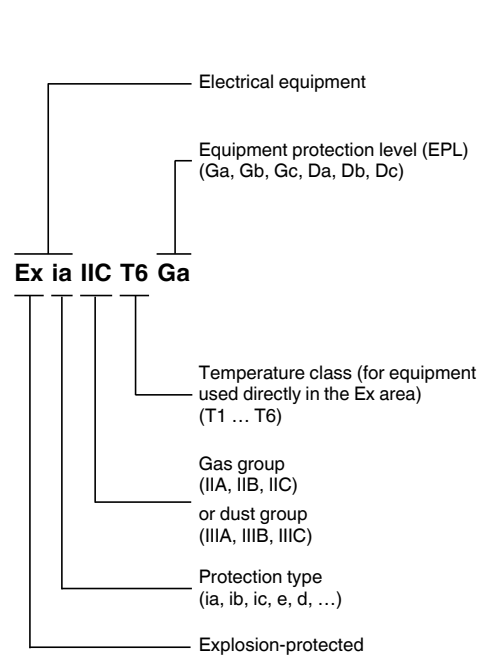 Electrical equipment
Equipment protection level (EPL)
(Ga, Gb, Gc, Da, Db, Dc)
Ex ia IIC T6 Ga
Temperature class (for equipment
used directly in the Ex area)
(T1 … T6)
Gas group
(IIA, IIB, IIC)
or dust group
(IIIA, IIIB, IIIC)
Protection type
(ia, ib, ic, e, d, …)
Explosion-protected